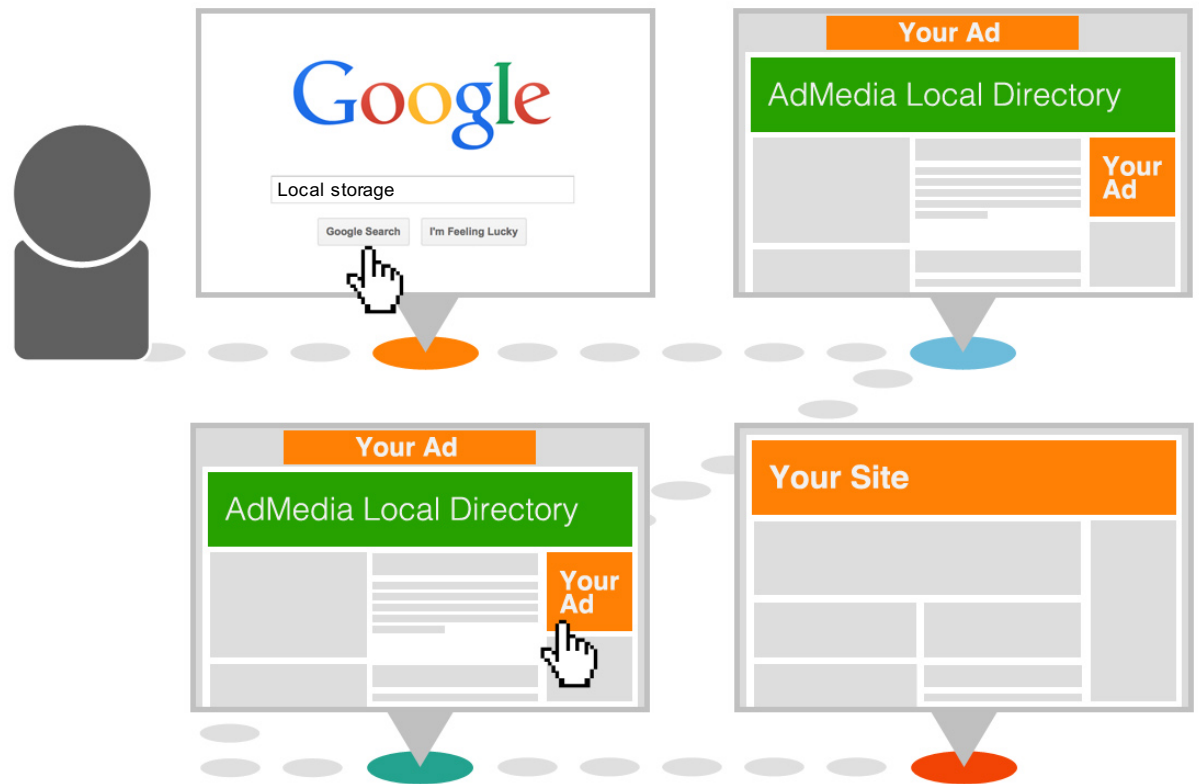 Google
Local storage
Google Search
I'm Feeling Lucky
Your Ad
AdMedia Local Directory
Your
Ad
Your Ad
AdMedia Local Directory
Your
Ad
Your Site